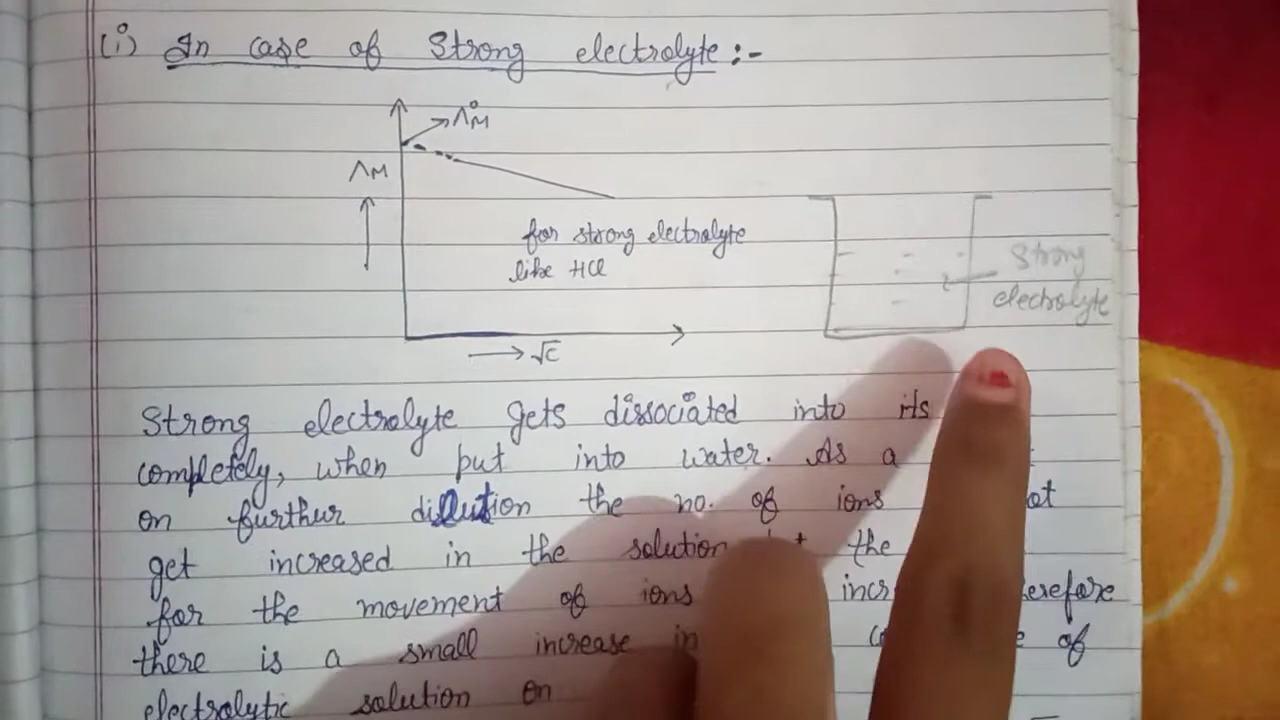 (i) In case of Strong electrolyte :-
Λ°M
ΛM
for strong electrolyte
like HCl
Strong
electrolyte
√C
Strong electrolyte gets dissociated into its
completely, when put into water. As a
on furthur dilution the no. of ions
get increased in the solution the
for the movement of ions
there is a small increase in of
electrolytic solution on